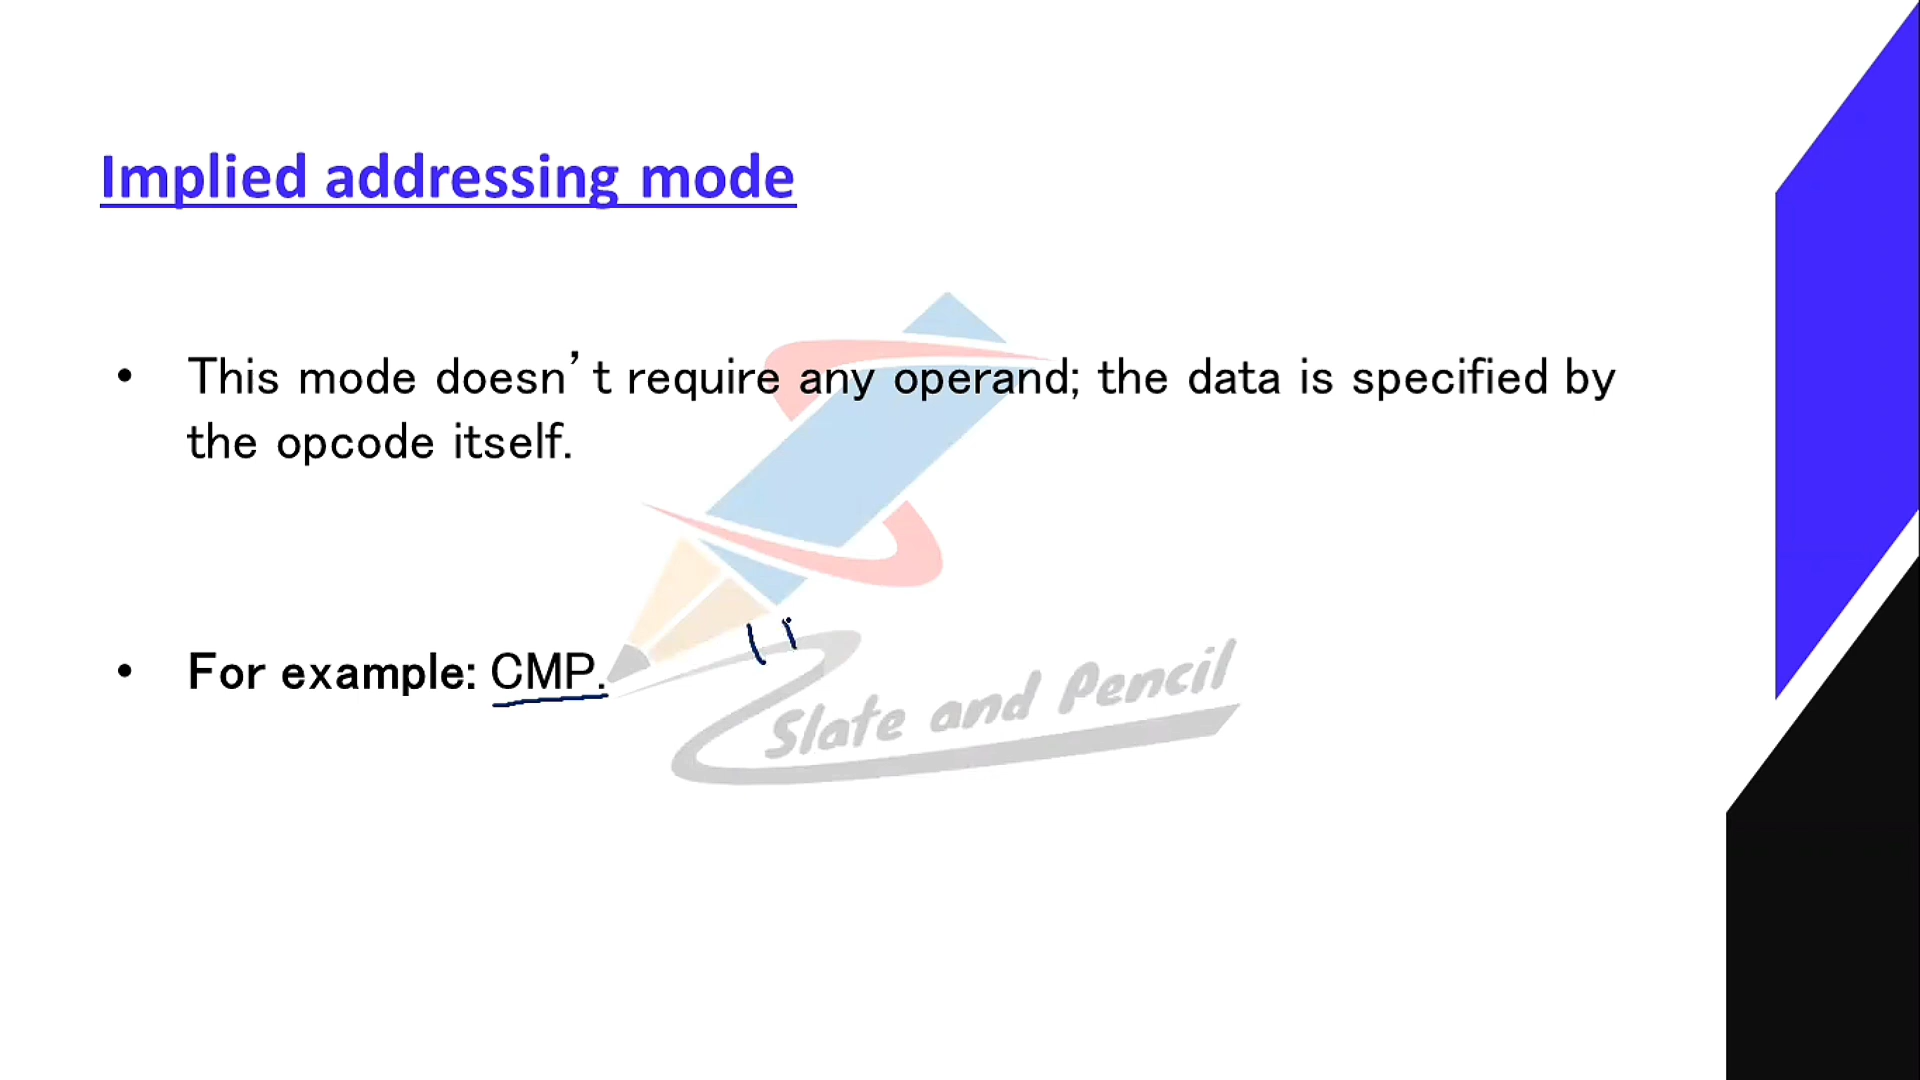 Implied addressing mode
• This mode doesn’t require any operand; the data is specified by
the opcode itself.
• For example: CMP.
Slate and Pencil